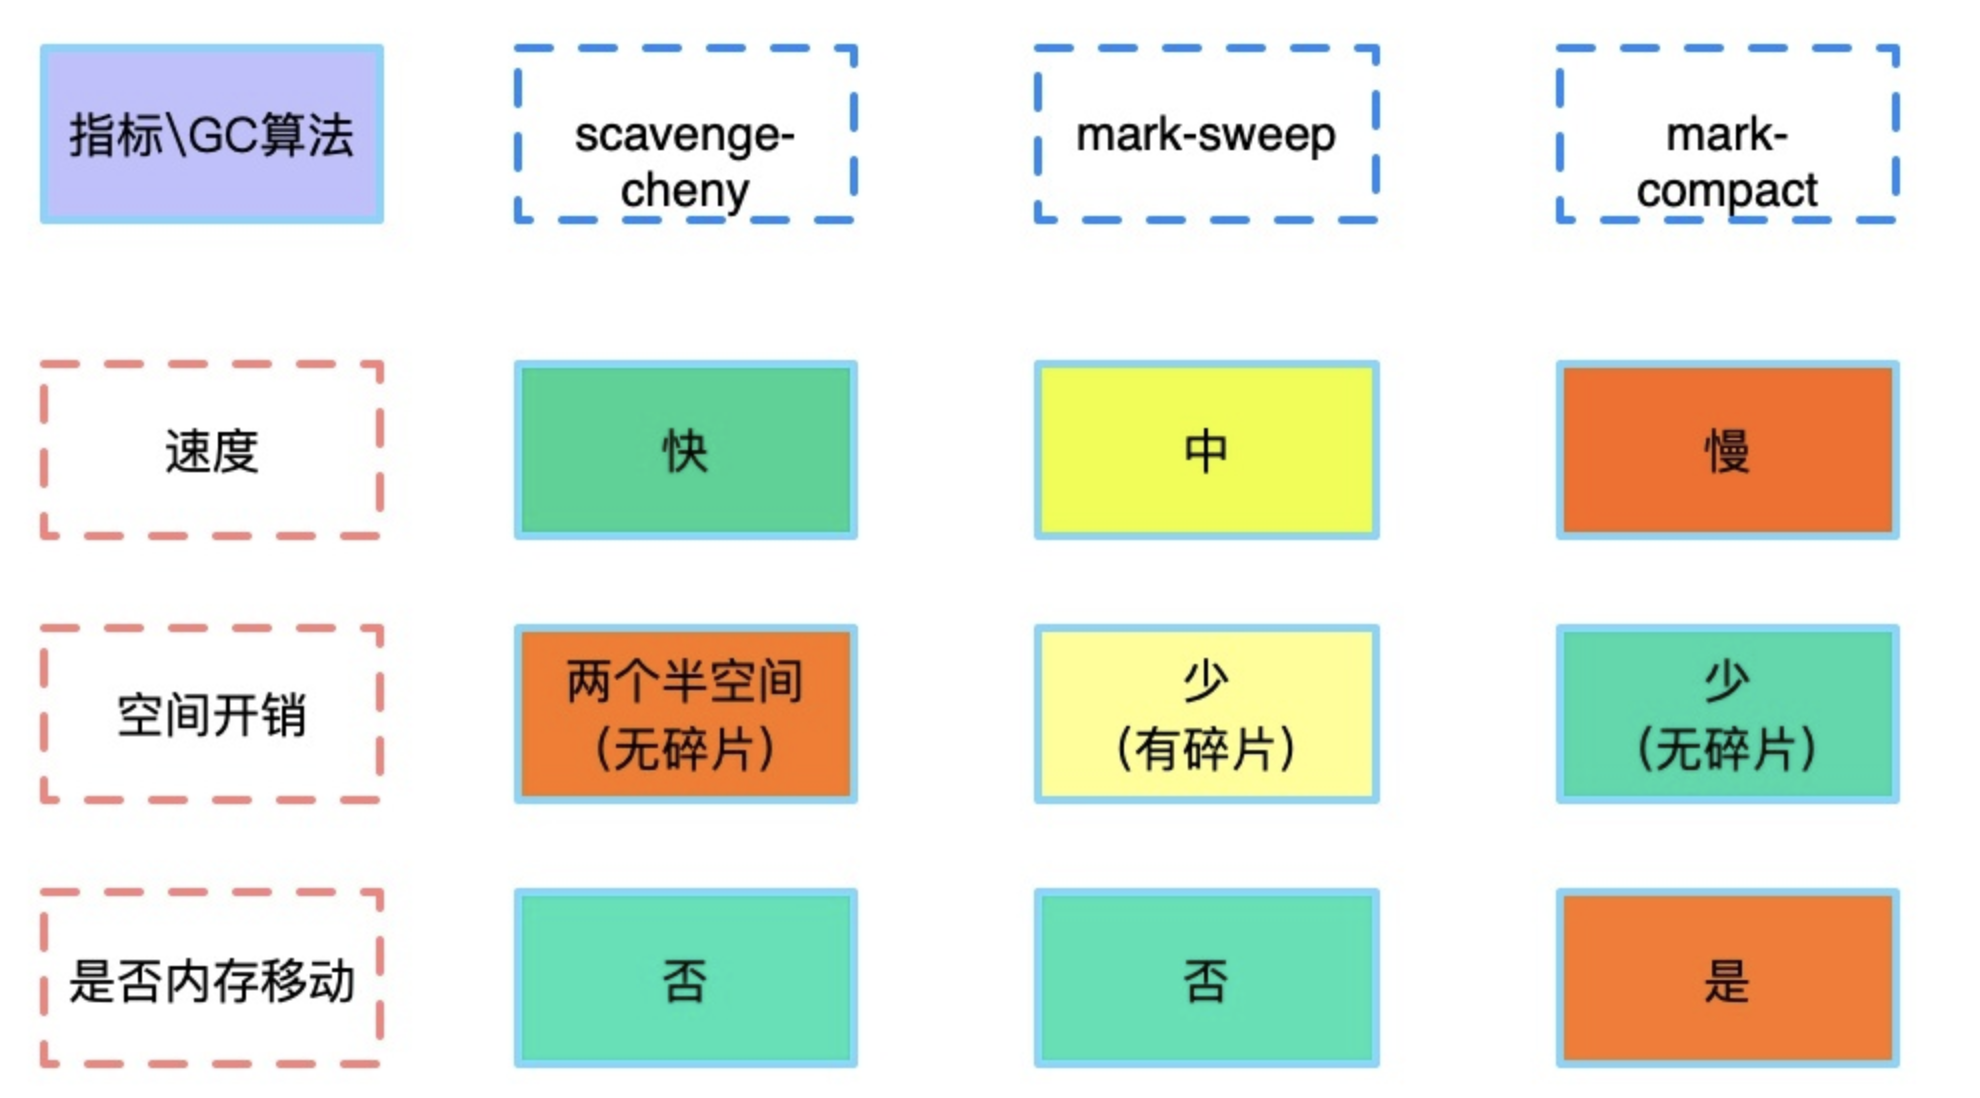 指标\GC算法
scavenge-
cheny
mark-sweep
mark-
compact
速度
快
中
慢
空间开销
两个半空间
(无碎片)
少
(有碎片)
少
(无碎片)
是否内存移动
否
否
是